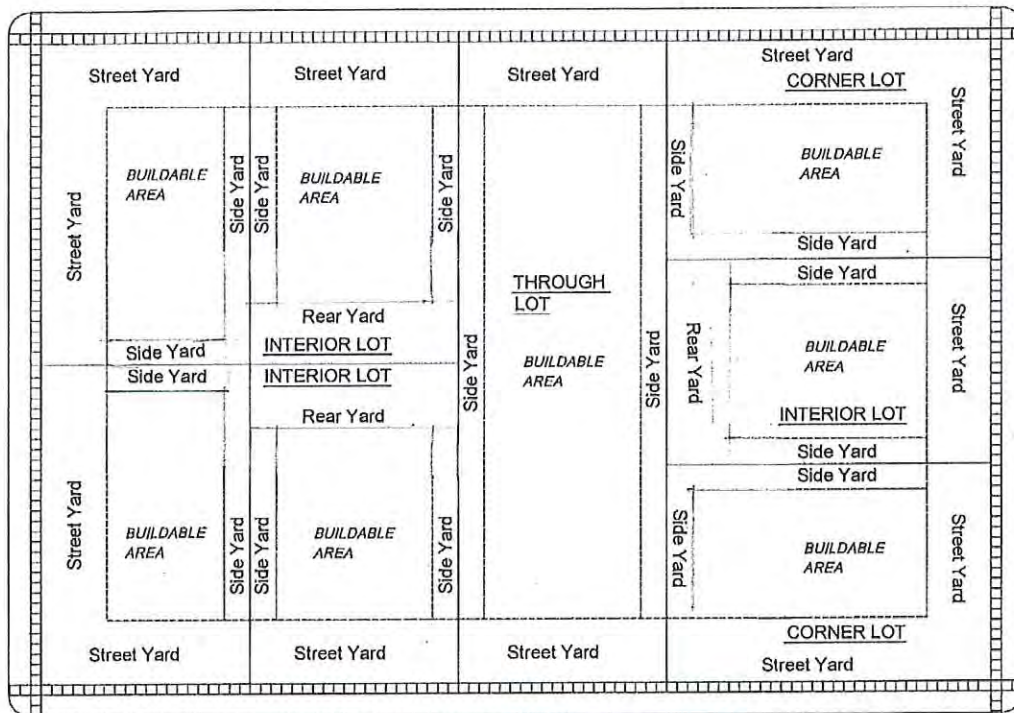 Street Yard
Street Yard
Street Yard
Street Yard
CORNER LOT
Street Yard
BUILDABLE
AREA
Side Yard
Side Yard
BUILDABLE
AREA
Side Yard
Side Yard
BUILDABLE
AREA
Street Yard
Side Yard
Side Yard
THROUGH
LOT
BUILDABLE
AREA
Side Yard
Side Yard
Rear Yard
INTERIOR LOT
Side Yard
Side Yard
INTERIOR LOT
Rear Yard
Rear Yard
BUILDABLE
AREA
INTERIOR LOT
Street Yard
Side Yard
Side Yard
Street Yard
BUILDABLE
AREA
Side Yard
Side Yard
BUILDABLE
AREA
Side Yard
Side Yard
BUILDABLE
AREA
Street Yard
CORNER LOT
Street Yard
Street Yard
Street Yard
Street Yard